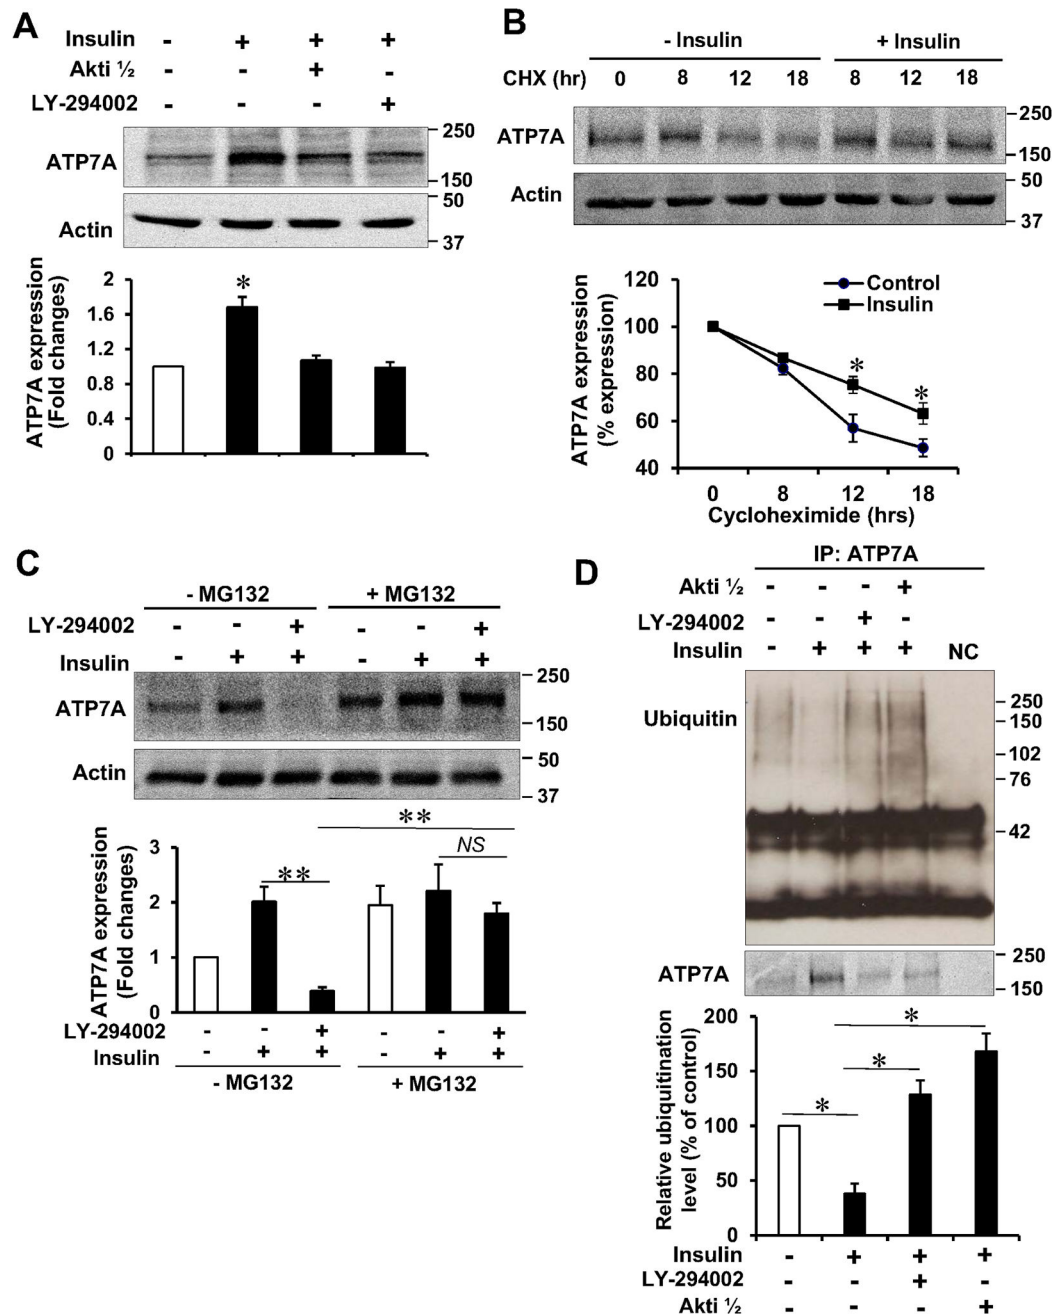 A
Insulin - + + +
Akti ½ - - + -
LY-294002 - - - +
ATP7A
250
150
Actin
50
37
ATP7A expression
(Fold changes)
2
1.6
1.2
0.8
0.4
0
*
B
- Insulin + Insulin
CHX (hr) 0 8 12 18 8 12 18
ATP7A
250
150
Actin
50
37
ATP7A expression
(% expression)
120
100
80
60
40
Control
Insulin
* *
0 8 12 18
Cycloheximide (hrs)
C
- MG132 + MG132
LY-294002 - - + - - +
Insulin - + + - + +
ATP7A
250
150
Actin
50
37
ATP7A expression
(Fold changes)
3
2
1
0
**
**
NS
LY-294002 - - + - - +
Insulin - + + - + +
- MG132 + MG132
D
IP: ATP7A
Akti ½ - - - +
LY-294002 - - + -
Insulin - + + + NC
Ubiquitin
250
150
102
76
42
ATP7A
250
150
Relative ubiquitination
level (% of control)
200
150
100
50
0
*
*
*
Insulin - + + +
LY-294002 - - + -
Akti ½ - - - +